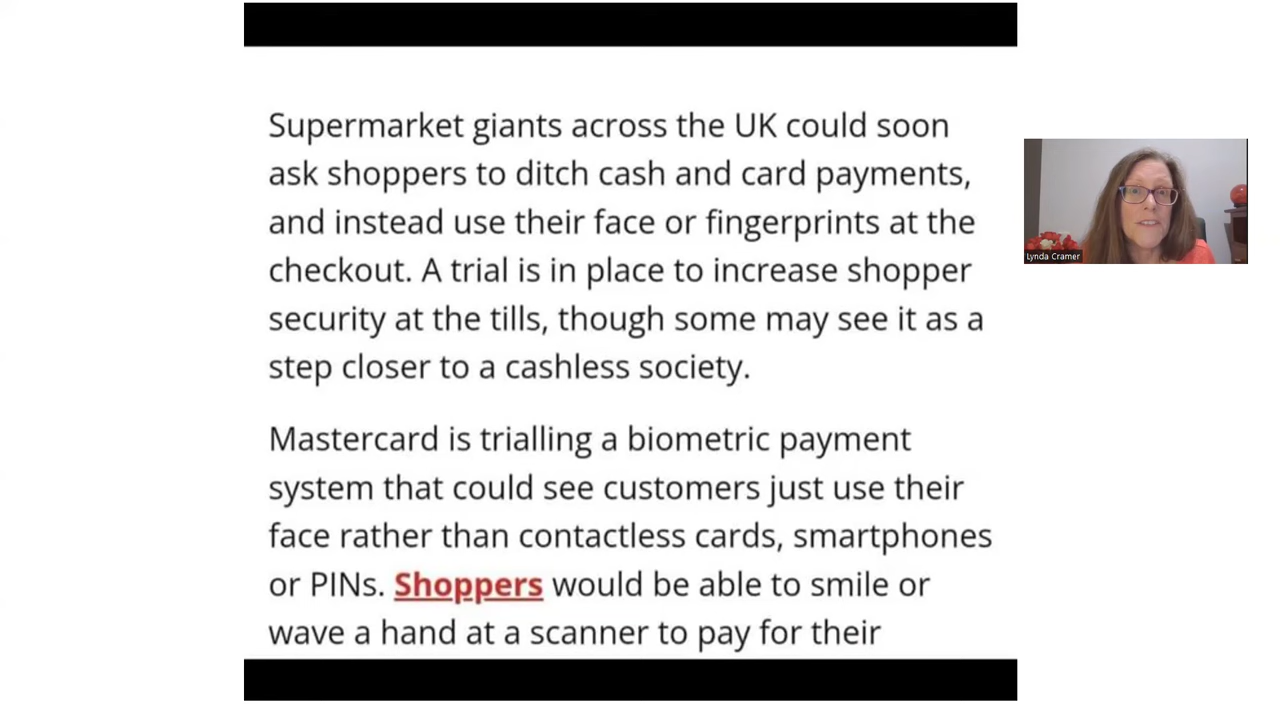 Supermarket giants across the UK could soon
ask shoppers to ditch cash and card payments,
and instead use their face or fingerprints at the
checkout. A trial is in place to increase shopper
security at the tills, though some may see it as a
step closer to a cashless society.
Mastercard is trialling a biometric payment
system that could see customers just use their
face rather than contactless cards, smartphones
or PINs. Shoppers would be able to smile or
wave a hand at a scanner to pay for their
Lynda Cramer